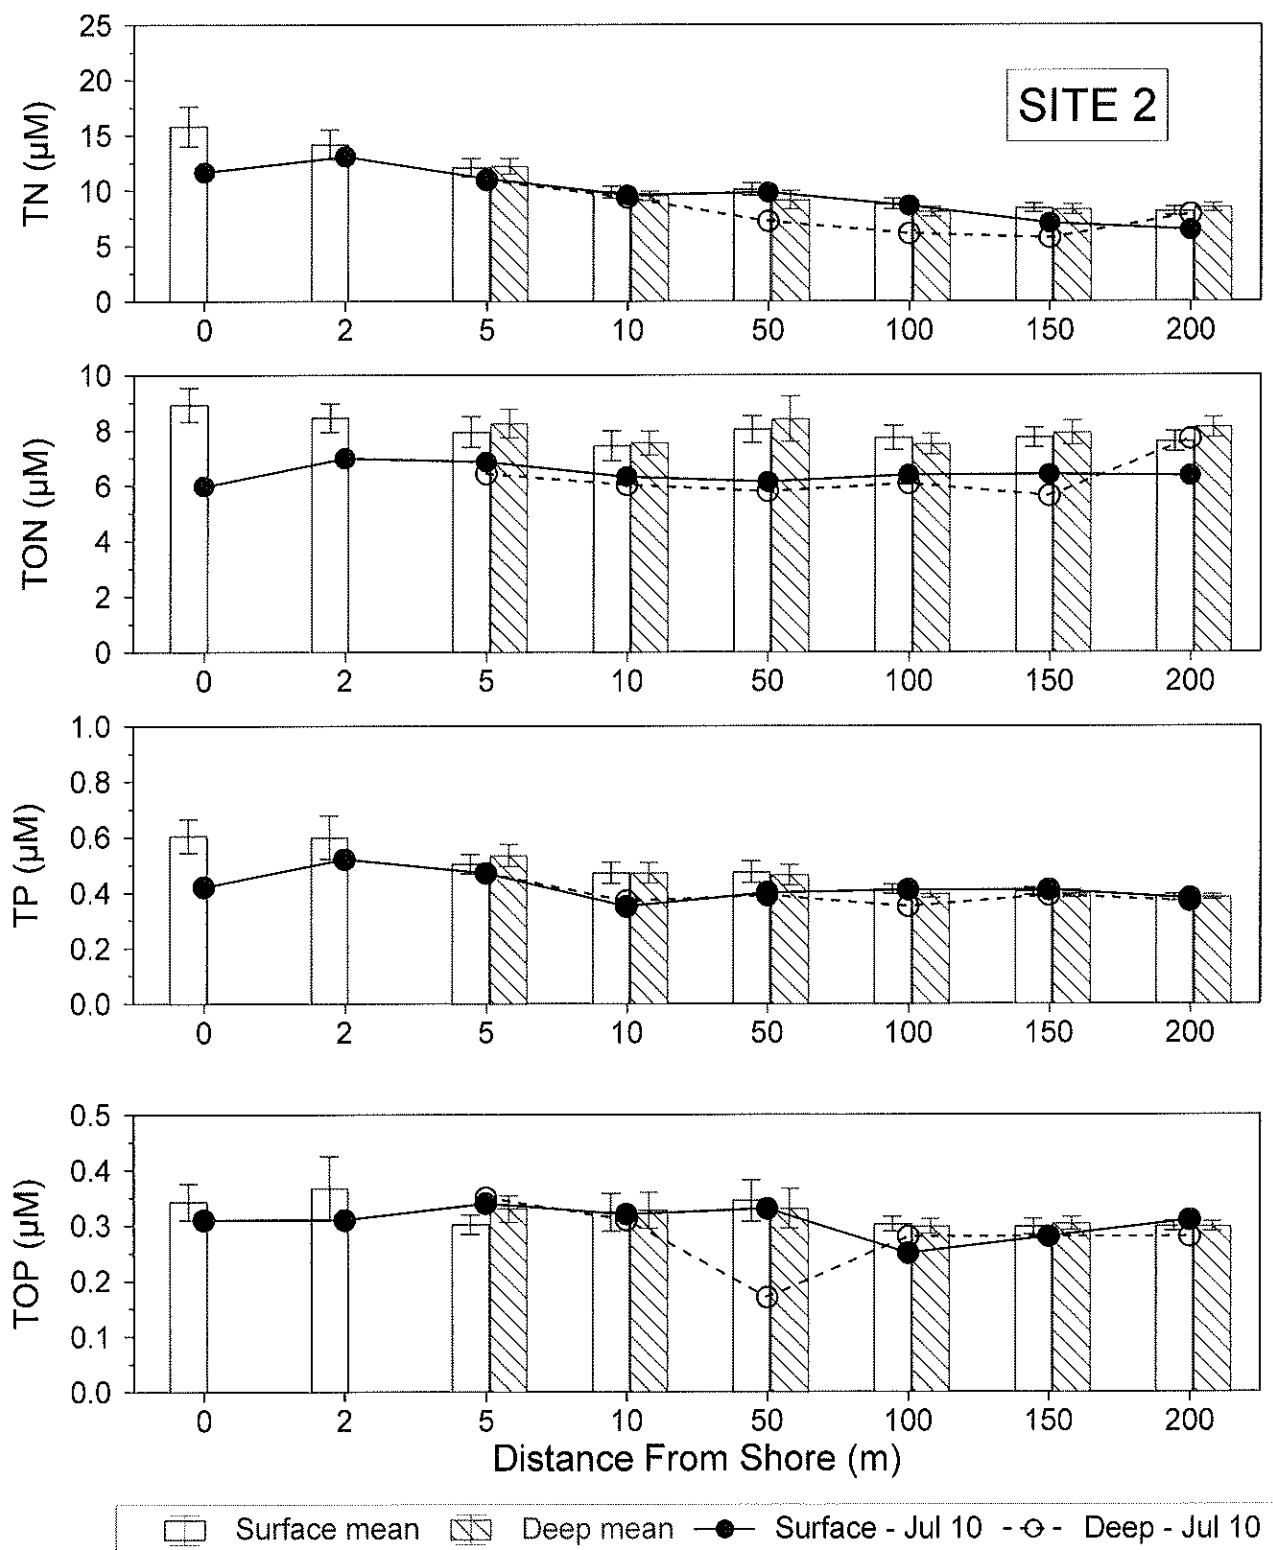 SITE 2
TN (µM)
25
20
15
10
5
0
0 2 5 10 50 100 150 200
TON (µM)
10
8
6
4
2
0
0 2 5 10 50 100 150 200
TP (µM)
1.0
0.8
0.6
0.4
0.2
0.0
0 2 5 10 50 100 150 200
TOP (µM)
0.5
0.4
0.3
0.2
0.1
0.0
0 2 5 10 50 100 150 200
Distance From Shore (m)
Surface mean Deep mean Surface - Jul 10 Deep - Jul 10